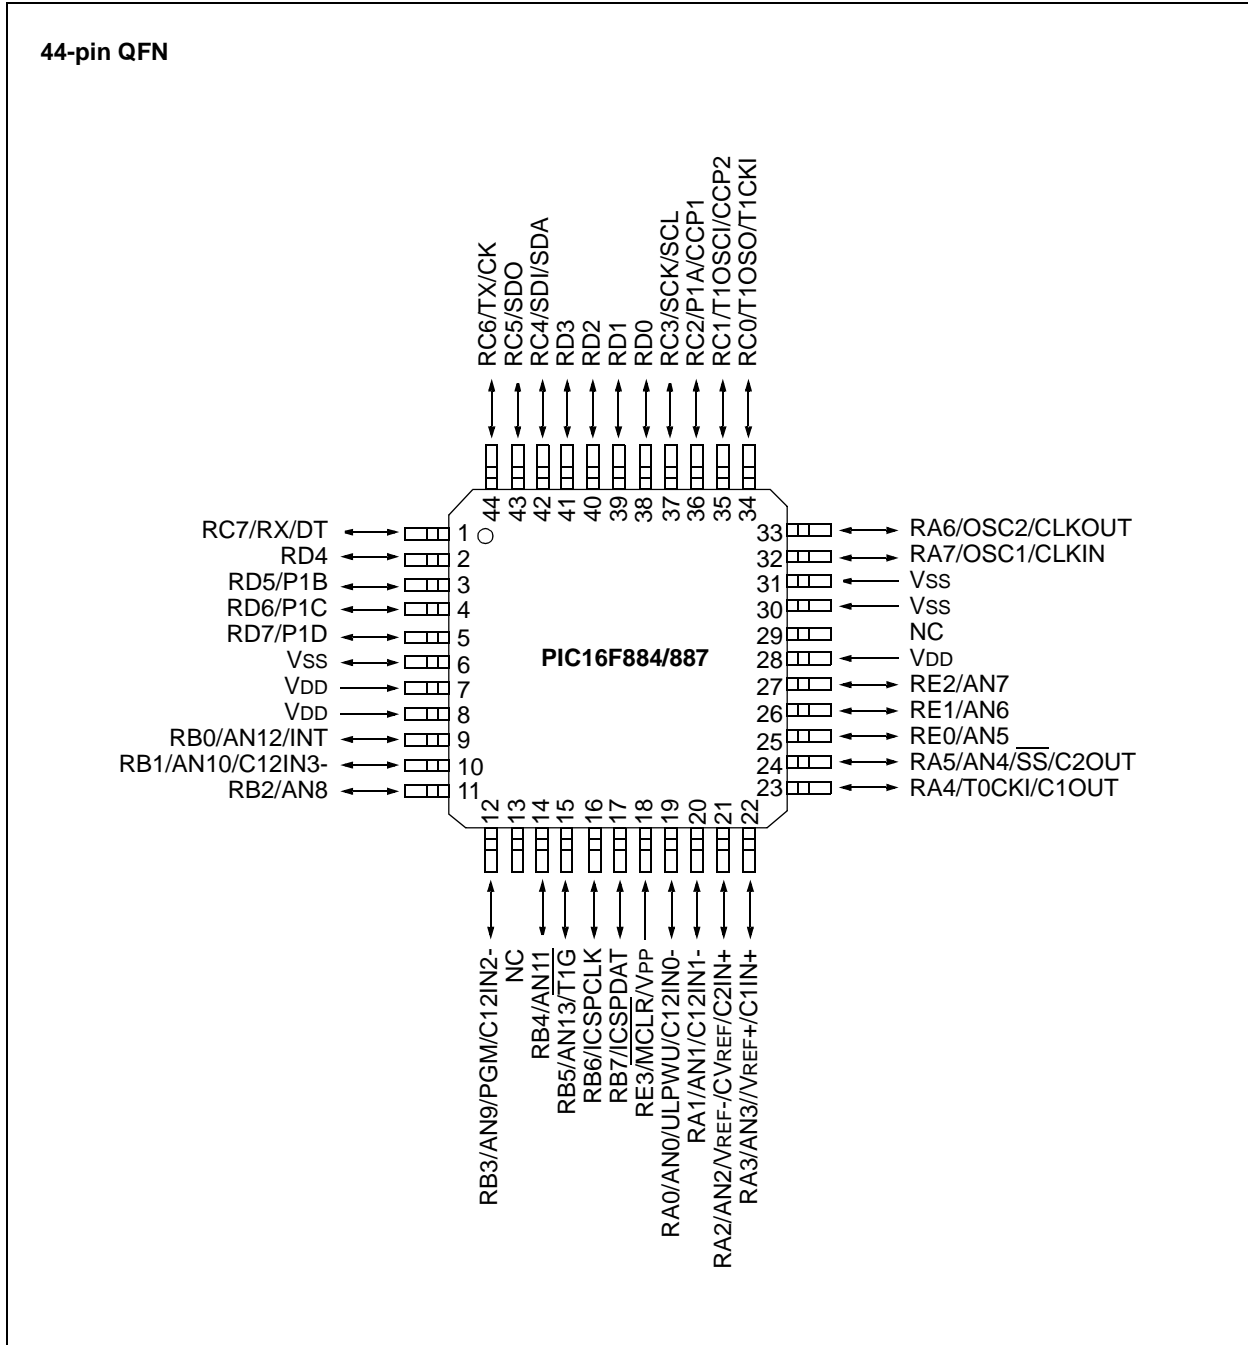 44-pin QFN
RC6/TX/CK
RC5/SDO
RC4/SDI/SDA
RD3
RD2
RD1
RD0
RC3/SCK/SCL
RC2/P1A/CCP1
RC1/T1OSCI/CCP2
RC0/T1OSO/T1CKI
44
43
42
41
40
39
38
37
36
35
34
RC7/RX/DT 1
RD4 2
RD5/P1B 3
RD6/P1C 4
RD7/P1D 5
VSS 6
VDD 7
VDD 8
RB0/AN12/INT 9
RB1/AN10/C12IN3- 10
RB2/AN8 11
PIC16F884/887
33 RA6/OSC2/CLKOUT
32 RA7/OSC1/CLKIN
31 VSS
30 VSS
29 NC
28 VDD
27 RE2/AN7
26 RE1/AN6
25 RE0/AN5
24 RA5/AN4/SS/C2OUT
23 RA4/T0CKI/C1OUT
12
13
14
15
16
17
18
19
20
21
22
RB3/AN9/PGM/C12IN2-
NC
RB4/AN11
RB5/AN13/T1G
RB6/ICSPCLK
RB7/ICSPDAT
RE3/MCLR/VPP
RA0/AN0/ULPWU/C12IN0-
RA1/AN1/C12IN1-
RA2/AN2/VREF-/CVREF/C2IN+
RA3/AN3//VREF+/C1IN+